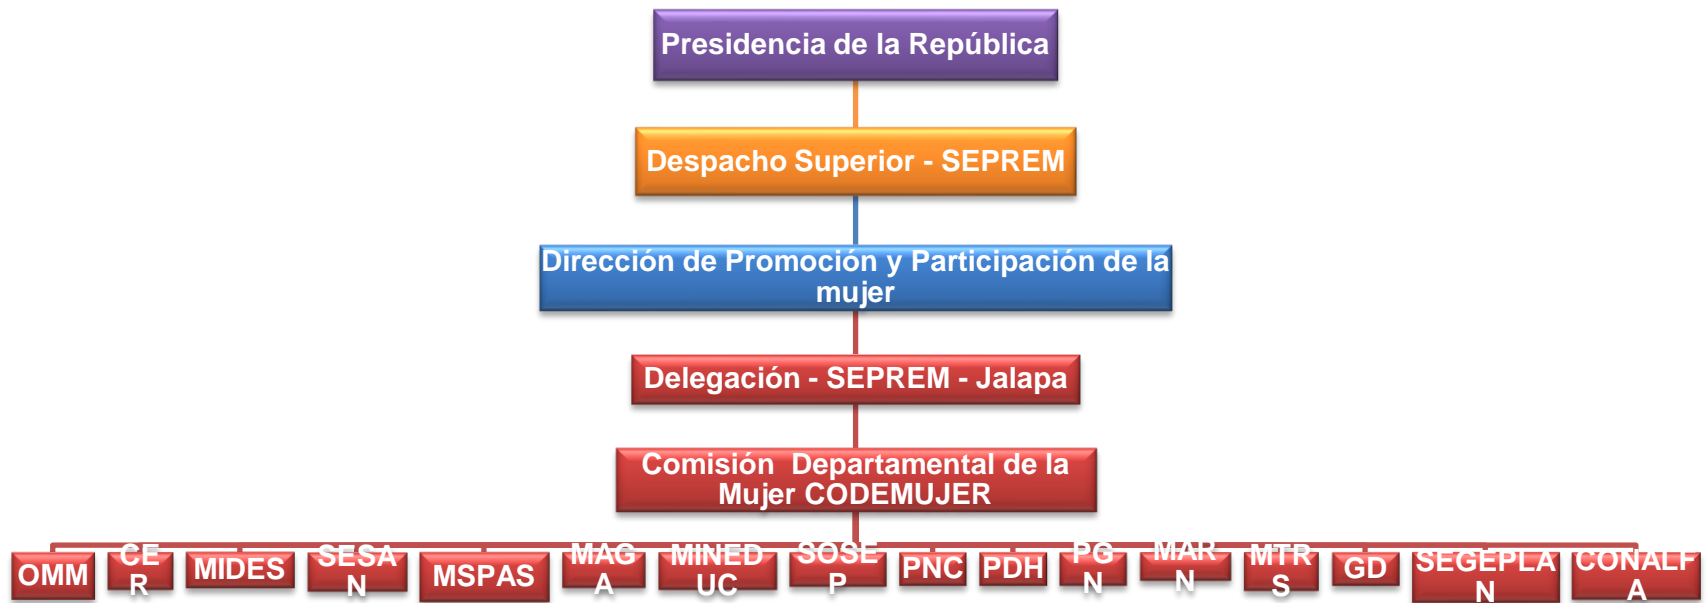 Presidencia de la República
Despacho Superior - SEPREM
Dirección de Promoción y Participación de la
mujer
Delegación - SEPREM - Jalapa
Comisión Departamental de la
Mujer CODEMUJER
OMM
CE
R
MIDES
SESA
N
MSPAS
MAG
A
MINED
UC
SOSE
P
PNC
PDH
PG
N
MAR
N
MTR
S
GD
SEGEPLA
N
CONALF
A